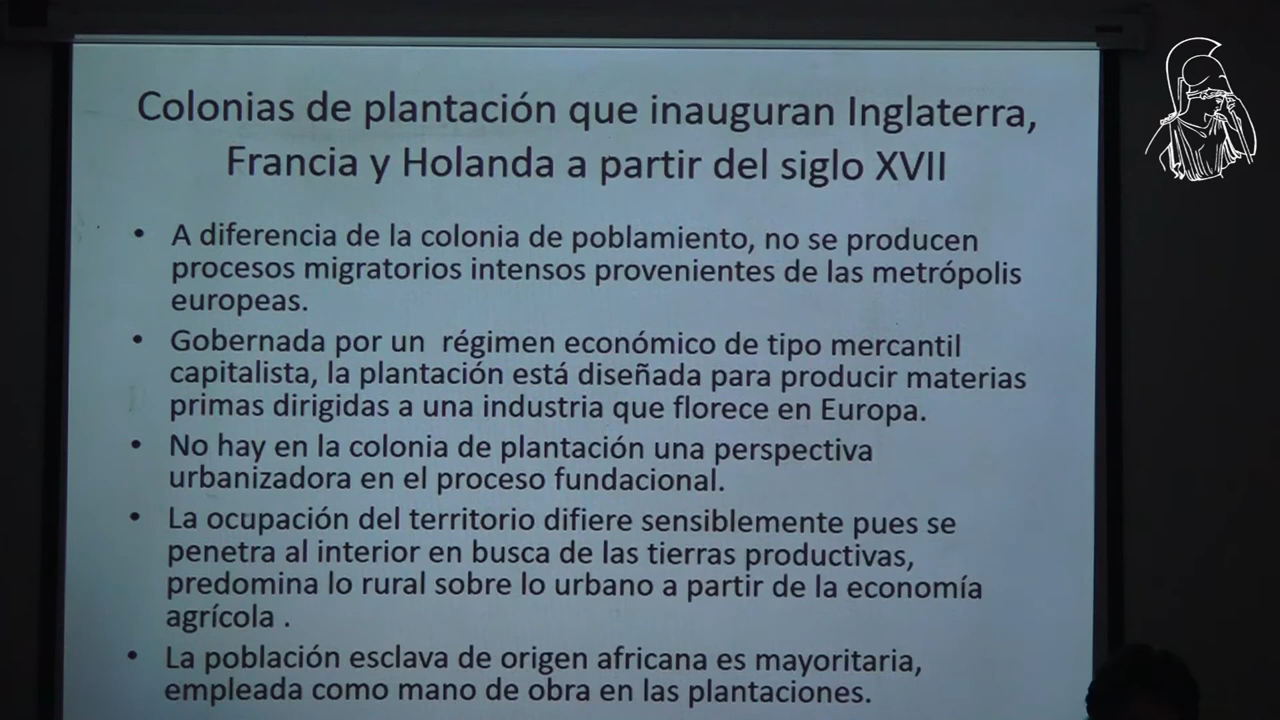 Colonias de plantación que inauguran Inglaterra,
Francia y Holanda a partir del siglo XVII
• A diferencia de la colonia de poblamiento, no se producen
procesos migratorios intensos provenientes de las metrópolis
europeas.
• Gobernada por un régimen económico de tipo mercantil
capitalista, la plantación está diseñada para producir materias
primas dirigidas a una industria que florece en Europa.
• No hay en la colonia de plantación una perspectiva
urbanizadora en el proceso fundacional.
• La ocupación del territorio difiere sensiblemente pues se
penetra al interior en busca de las tierras productivas,
predomina lo rural sobre lo urbano a partir de la economía
agrícola .
• La población esclava de origen africana es mayoritaria,
empleada como mano de obra en las plantaciones.